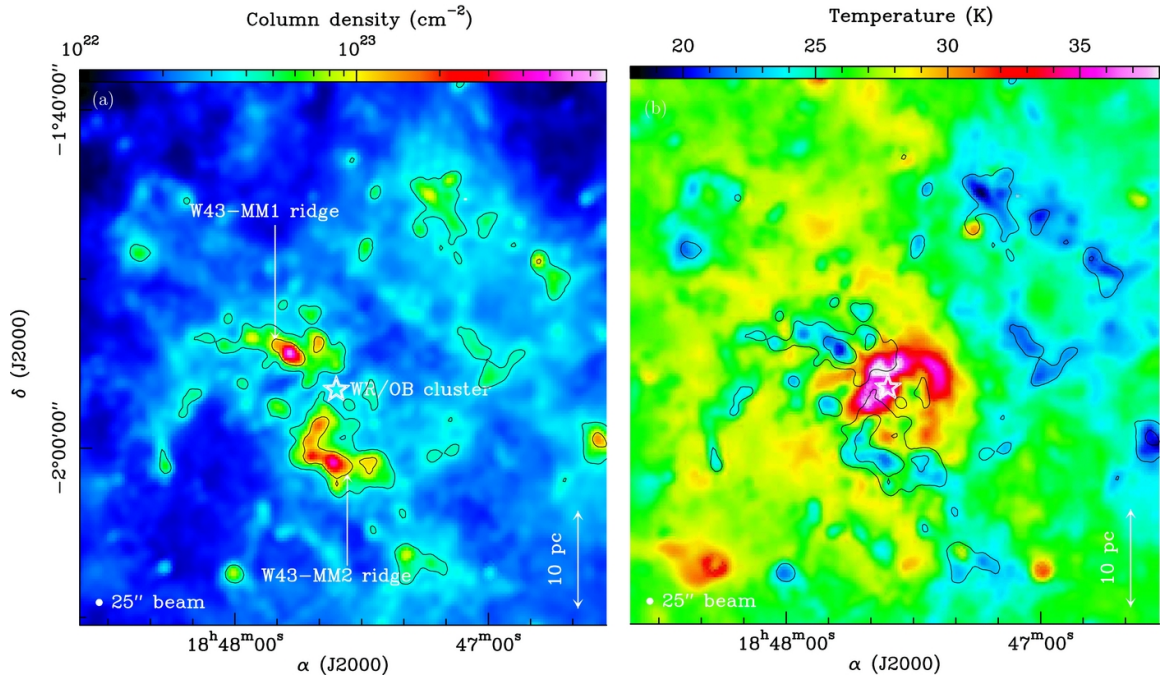 Column density (cm⁻²)
10²² 10²³
(a)
W43-MM1 ridge
WR/OB cluster
W43-MM2 ridge
10 pc
25″ beam
−1°40′00″
−2°00′00″
δ (J2000)
18ʰ48ᵐ00ˢ 47ᵐ00ˢ
α (J2000)
Temperature (K)
20 25 30 35
(b)
10 pc
25″ beam
18ʰ48ᵐ00ˢ 47ᵐ00ˢ
α (J2000)